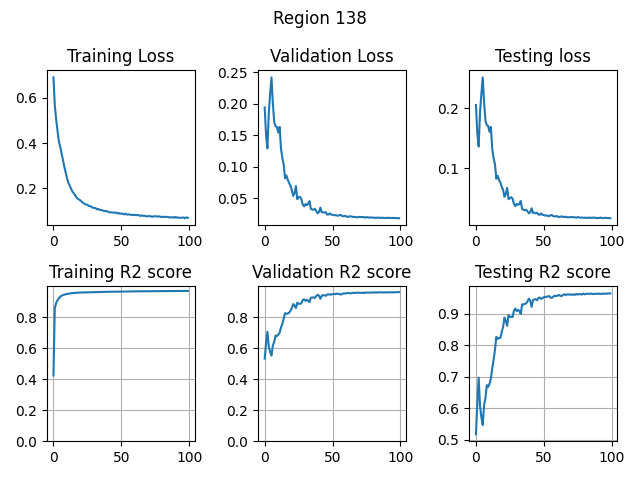 Region 138
Training Loss
Validation Loss
Testing loss
0.6
0.4
0.2
0 50 100
0.25
0.20
0.15
0.10
0.05
0 50 100
0.2
0.1
0 50 100
Training R2 score
Validation R2 score
Testing R2 score
0.8
0.6
0.4
0.2
0.0
0 50 100
0.8
0.6
0.4
0.2
0.0
0 50 100
0.9
0.8
0.7
0.6
0.5
0 50 100